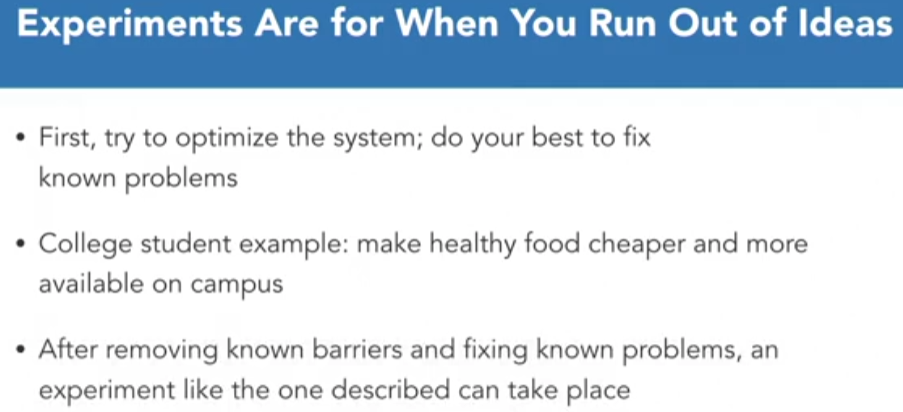 Experiments Are for When You Run Out of Ideas
• First, try to optimize the system; do your best to fix
known problems
• College student example: make healthy food cheaper and more
available on campus
• After removing known barriers and fixing known problems, an
experiment like the one described can take place